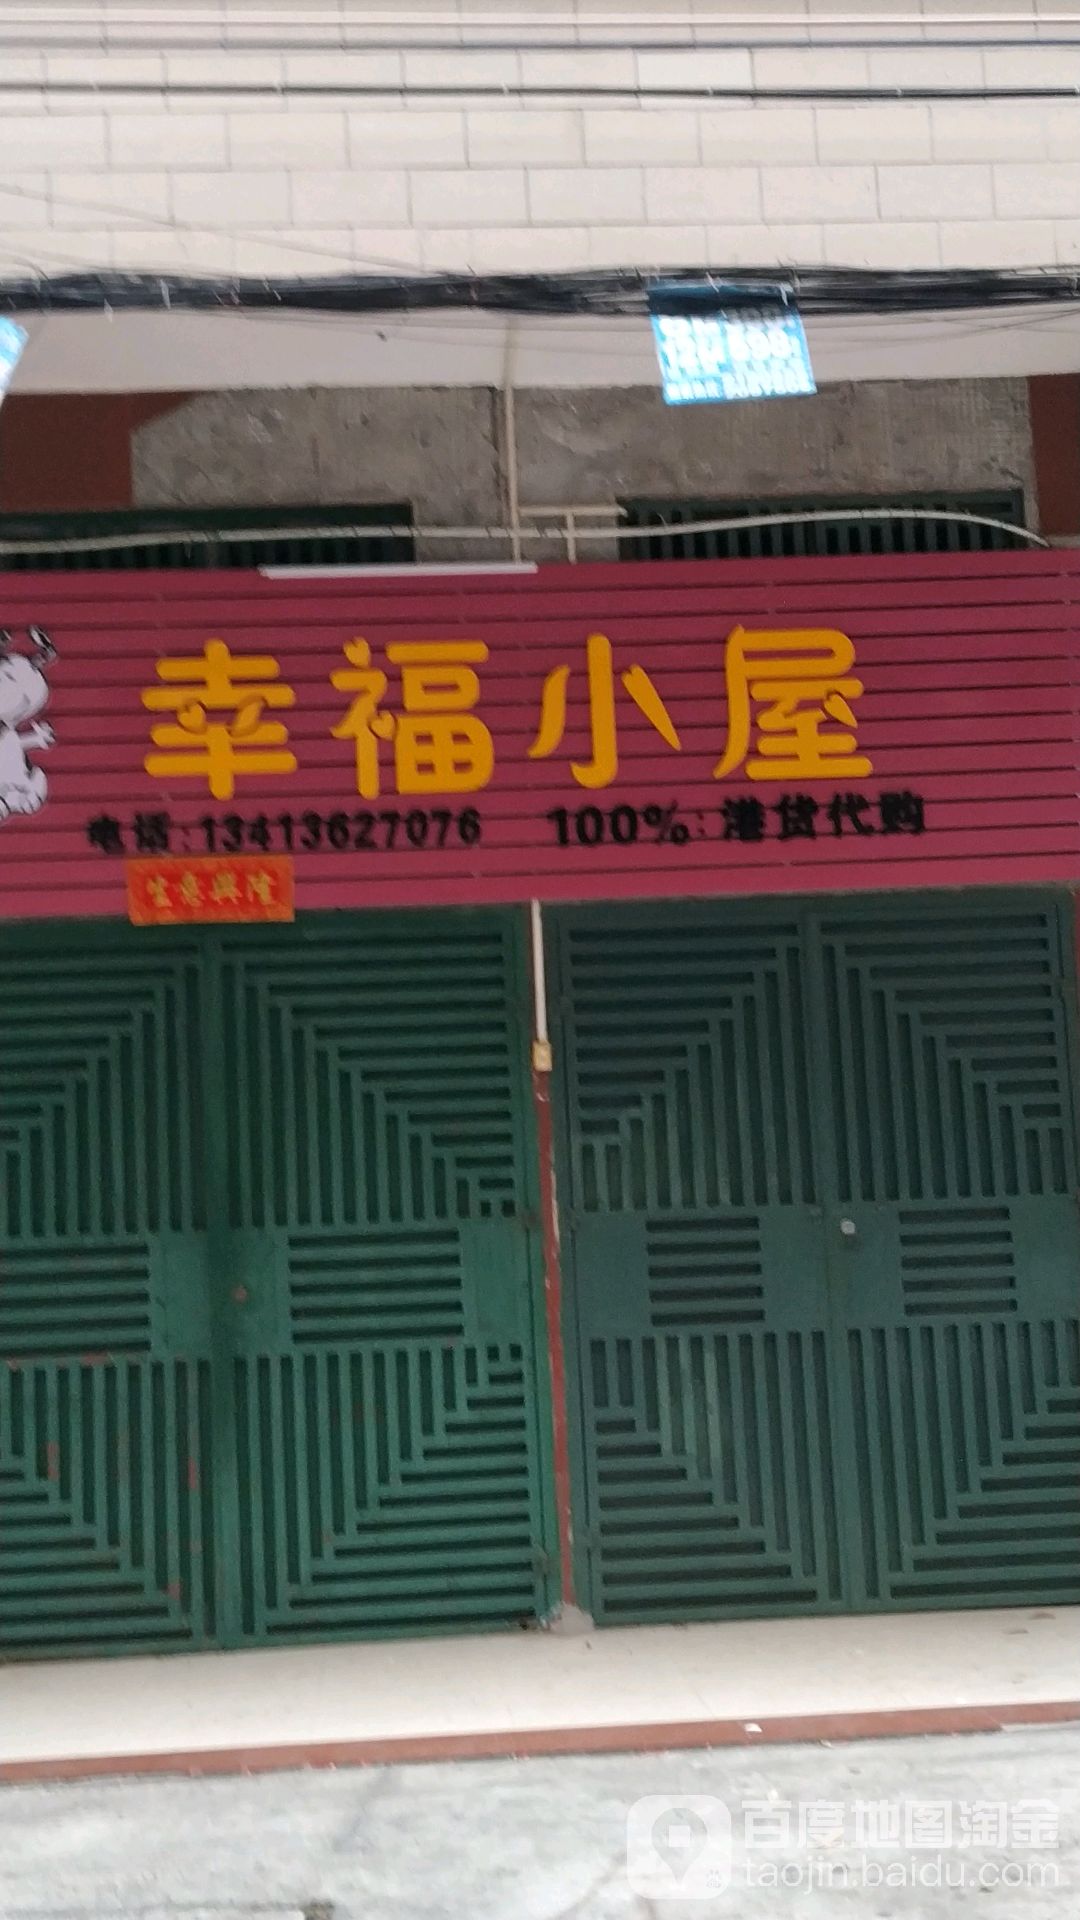 幸福小屋
电话:13413627076 100%:港货代购
生意興隆
百度地图淘金
taojin.baidu.com